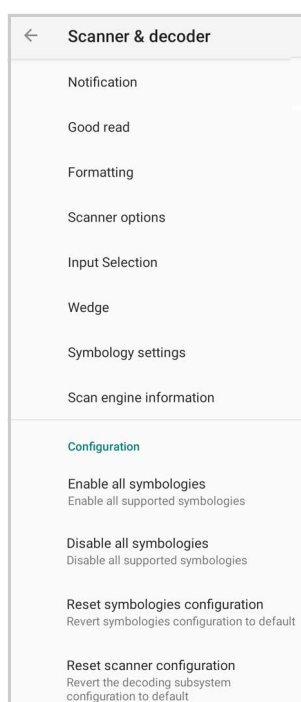 Scanner & decoder
Notification
Good read
Formatting
Scanner options
Input Selection
Wedge
Symbology settings
Scan engine information
Configuration
Enable all symbologies
Enable all supported symbologies
Disable all symbologies
Disable all supported symbologies
Reset symbologies configuration
Revert symbologies configuration to default
Reset scanner configuration
Revert the decoding subsystem
configuration to default